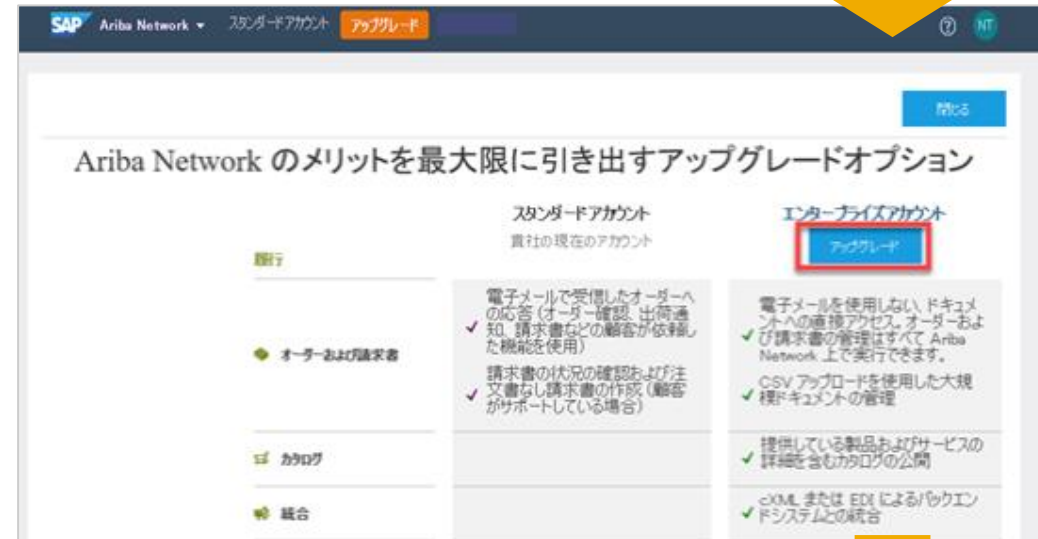 SAP Ariba Network スタンダードアカウント アップグレード NT
閉じる
Ariba Network のメリットを最大限に引き出すアップグレードオプション
スタンダードアカウント
貴社の現在のアカウント
エンタープライズアカウント
アップグレード
履行
オーダーおよび請求書
電子メールで受信したオーダーへ
の応答 (オーダー確認、出荷通
知、請求書などの顧客が依頼し
た機能を使用)
請求書の状況の確認および注
文書なし請求書の作成 (顧客
がサポートしている場合)
電子メールを使用しない、ドキュメ
ントへの直接アクセス。オーダーおよ
び請求書の管理はすべて Ariba
Network 上で実行できます。
CSV アップロードを使用した大規
模ドキュメントの管理
カタログ
提供している製品およびサービスの
詳細を含むカタログの公開
統合
cXML または EDI によるバックエン
ドシステムとの統合